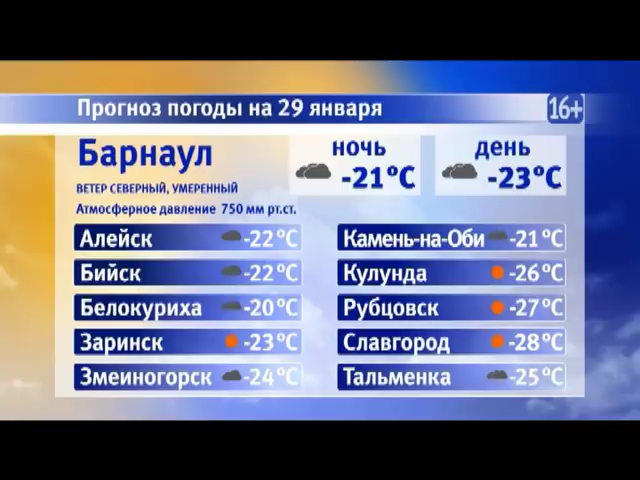 Прогноз погоды на 29 января 16+
Барнаул
ночь -21°C
день -23°C
ВЕТЕР СЕВЕРНЫЙ, УМЕРЕННЫЙ
Атмосферное давление 750 мм рт.ст.
Алейск -22°C
Бийск -22°C
Белокуриха -20°C
Заринск -23°C
Змеиногорск -24°C
Камень-на-Оби -21°C
Кулунда -26°C
Рубцовск -27°C
Славгород -28°C
Тальменка -25°C